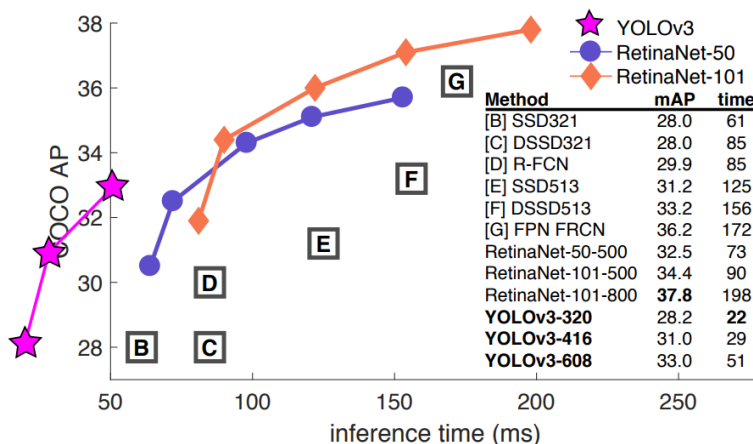 38
36
34
32
30
28
50
100
150
200
250
COCO AP
inference time (ms)
B
C
D
E
F
G
YOLOv3
RetinaNet-50
RetinaNet-101
Method mAP time
[B] SSD321 28.0 61
[C] DSSD321 28.0 85
[D] R-FCN 29.9 85
[E] SSD513 31.2 125
[F] DSSD513 33.2 156
[G] FPN FRCN 36.2 172
RetinaNet-50-500 32.5 73
RetinaNet-101-500 34.4 90
RetinaNet-101-800 37.8 198
YOLOv3-320 28.2 22
YOLOv3-416 31.0 29
YOLOv3-608 33.0 51